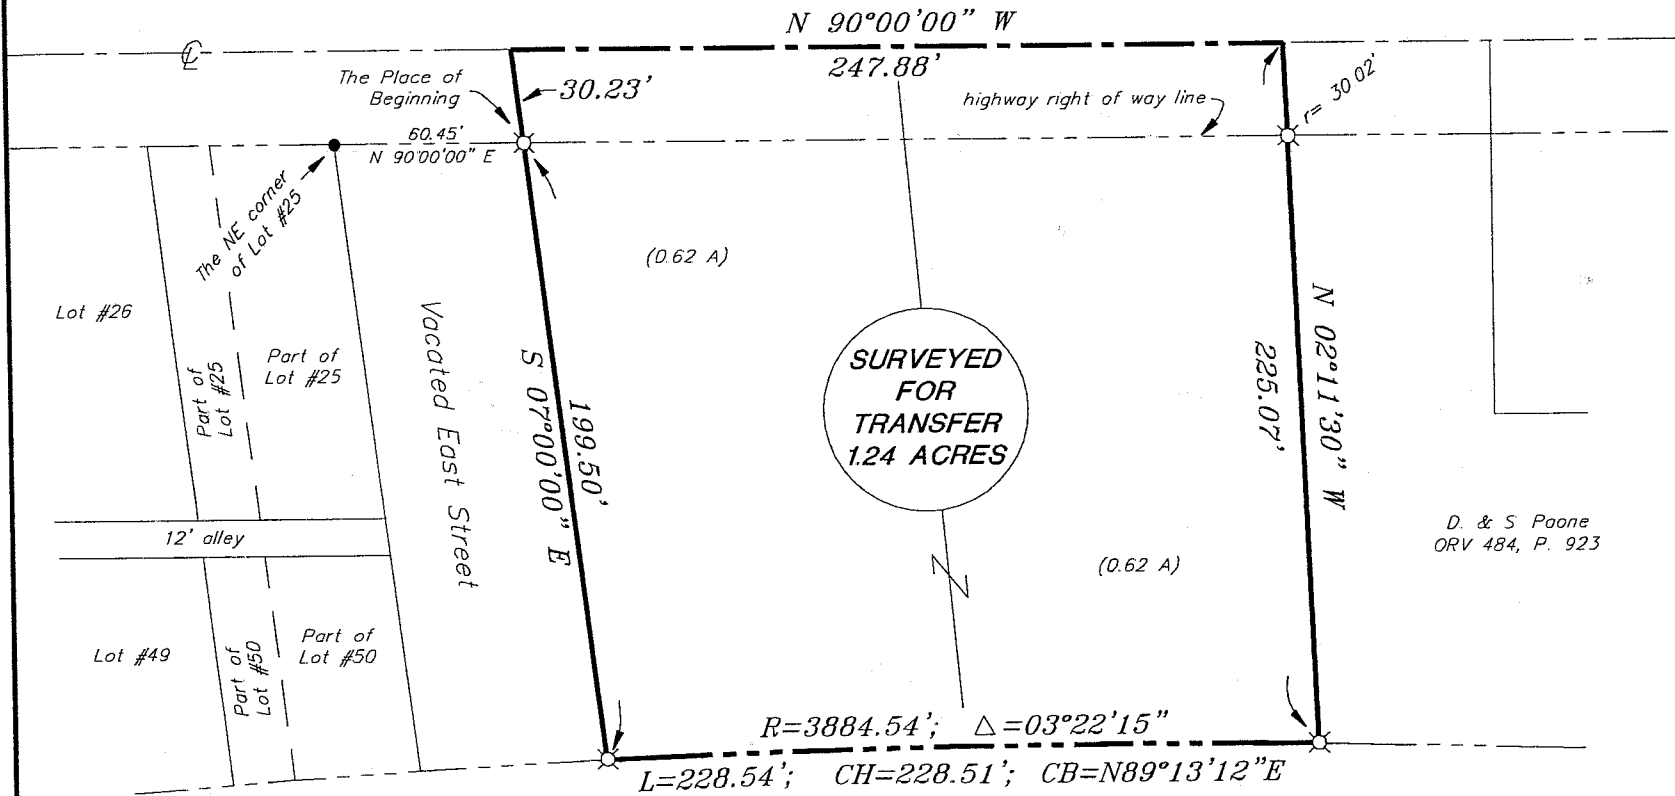 N 90°00'00" W
℄
The Place of
Beginning
30.23'
247.88'
highway right of way line
r= 30.02'
60.45'
N 90°00'00" E
The NE corner
of Lot #25
(0.62 A)
Lot #26
Part of
Lot #25
Part of
Lot #25
Vacated East Street
S 07°00'00" E
199.50'
SURVEYED
FOR
TRANSFER
1.24 ACRES
N 02°11'30" W
225.07'
12' alley
D. & S Paone
ORV 484, P. 923
(0.62 A)
N
Lot #49
Part of
Lot #50
Part of
Lot #50
R=3884.54'; △=03°22'15"
L=228.54'; CH=228.51'; CB=N89°13'12"E